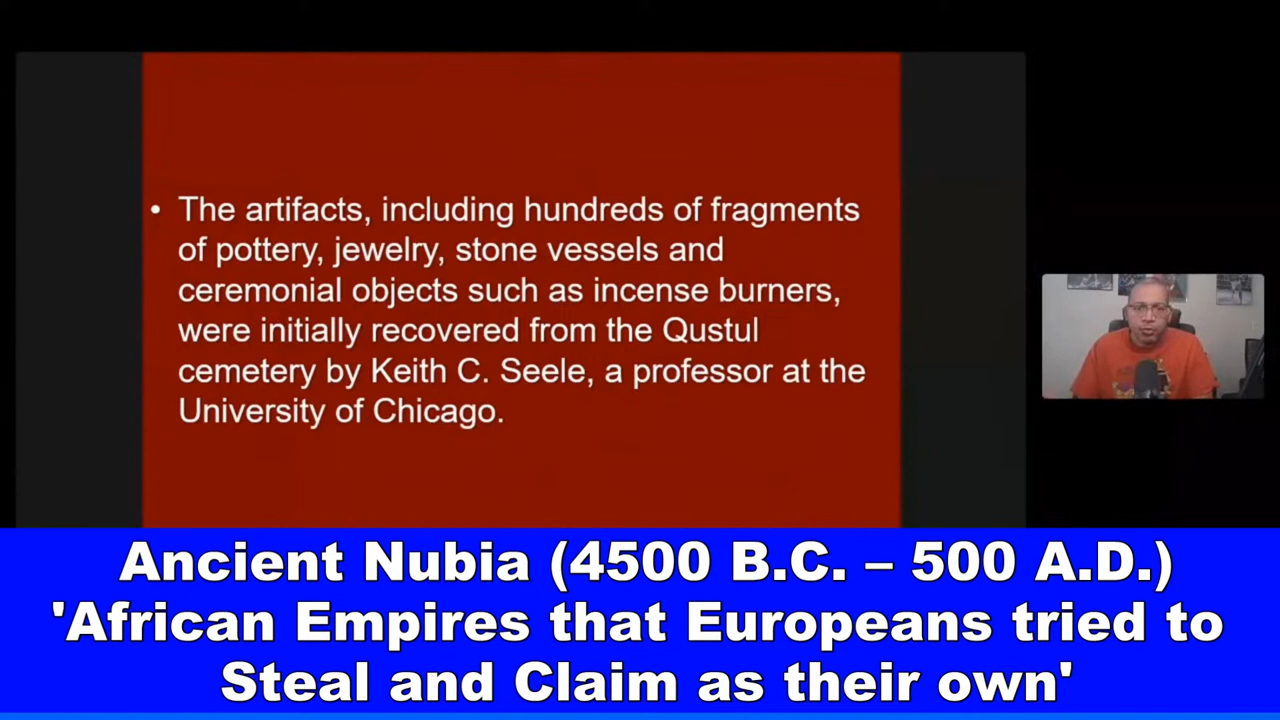 • The artifacts, including hundreds of fragments
of pottery, jewelry, stone vessels and
ceremonial objects such as incense burners,
were initially recovered from the Qustul
cemetery by Keith C. Seele, a professor at the
University of Chicago.
Ancient Nubia (4500 B.C. – 500 A.D.)
'African Empires that Europeans tried to
Steal and Claim as their own'